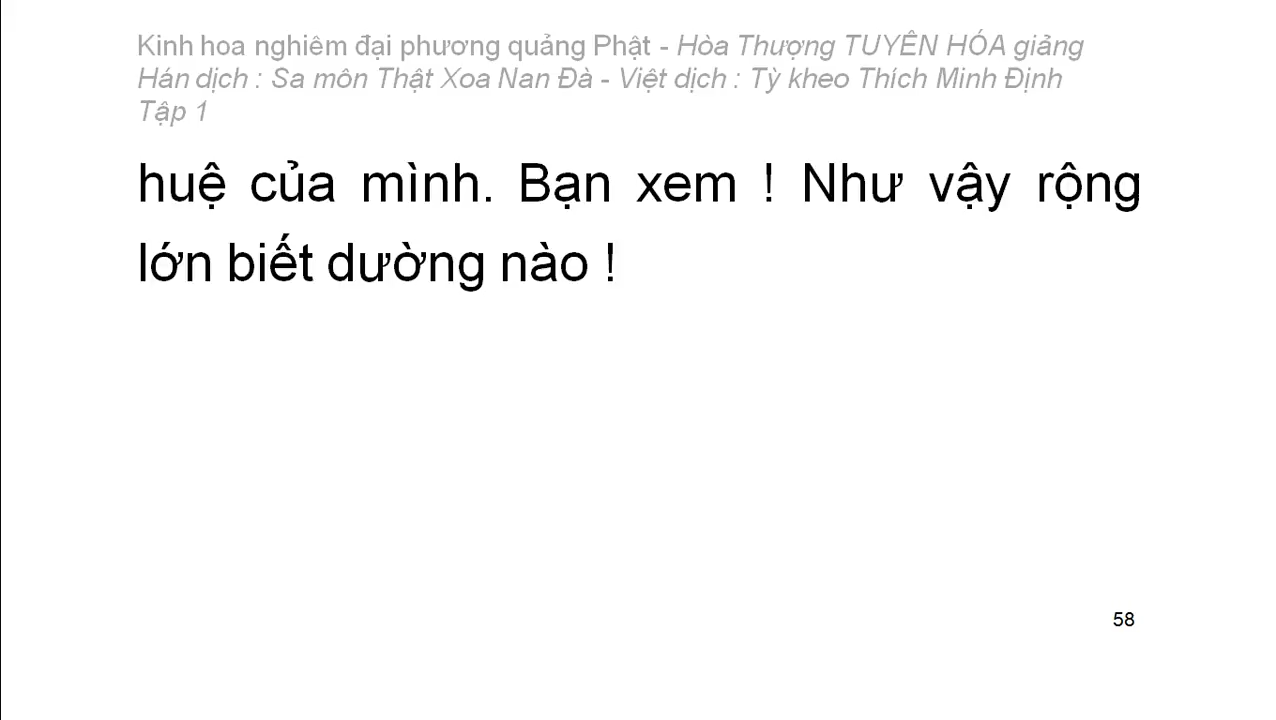 Kinh hoa nghiêm đại phương quảng Phật - Hòa Thượng TUYÊN HÓA giảng
Hán dịch : Sa môn Thật Xoa Nan Đà - Việt dịch : Tỳ kheo Thích Minh Định
Tập 1
huệ của mình. Bạn xem ! Như vậy rộng
lớn biết dường nào !
58